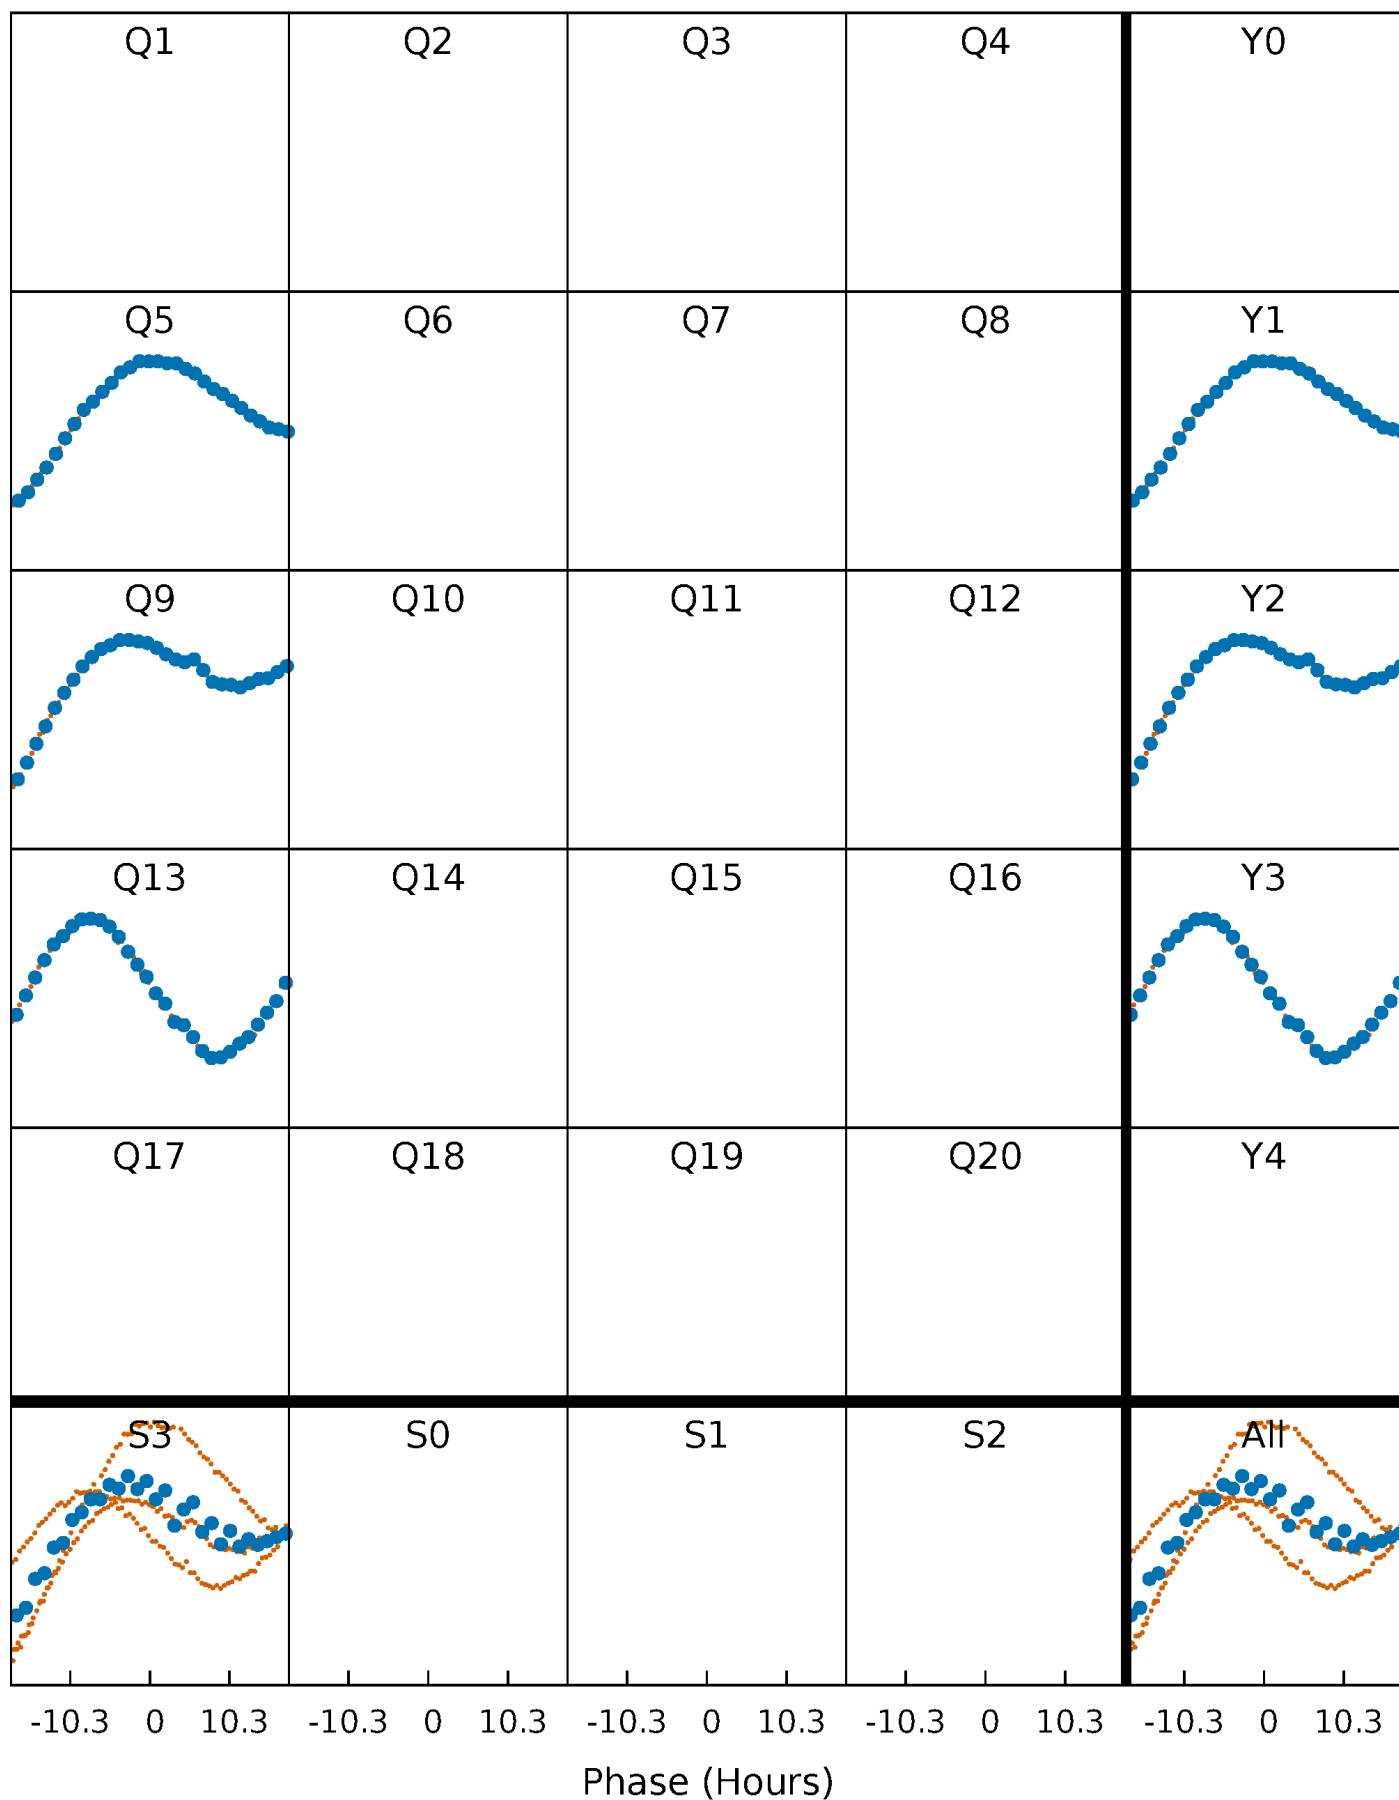 Q1 Q2 Q3 Q4 Y0
Q5 Q6 Q7 Q8 Y1
Q9 Q10 Q11 Q12 Y2
Q13 Q14 Q15 Q16 Y3
Q17 Q18 Q19 Q20 Y4
S3 S0 S1 S2 All
-10.3 0 10.3 -10.3 0 10.3 -10.3 0 10.3 -10.3 0 10.3 -10.3 0 10.3
Phase (Hours)